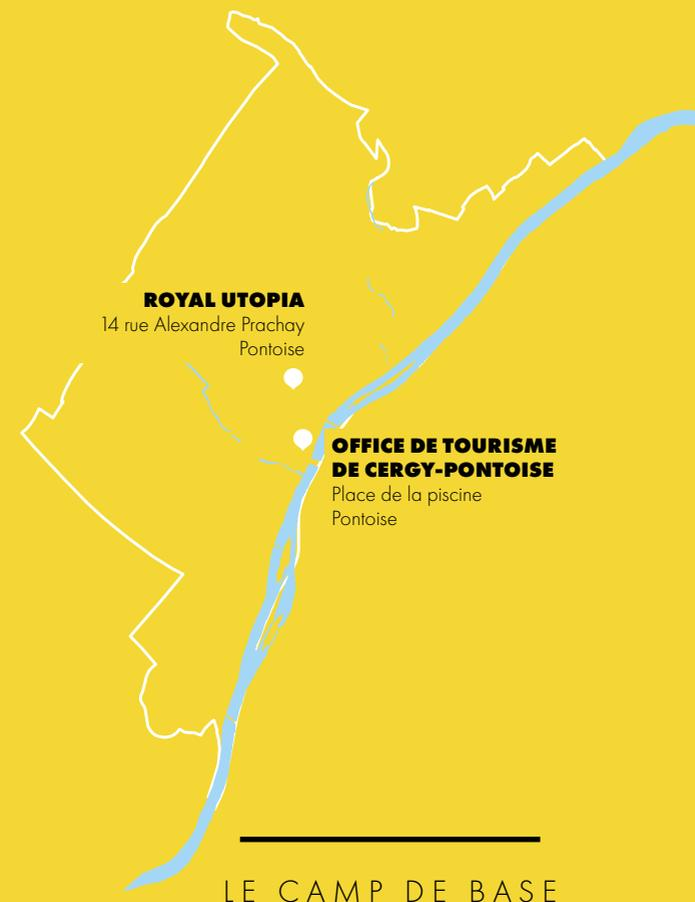 ROYAL UTOPIA
14 rue Alexandre Prachay
Pontoise
OFFICE DE TOURISME
DE CERGY-PONTOISE
Place de la piscine
Pontoise
LE CAMP DE BASE